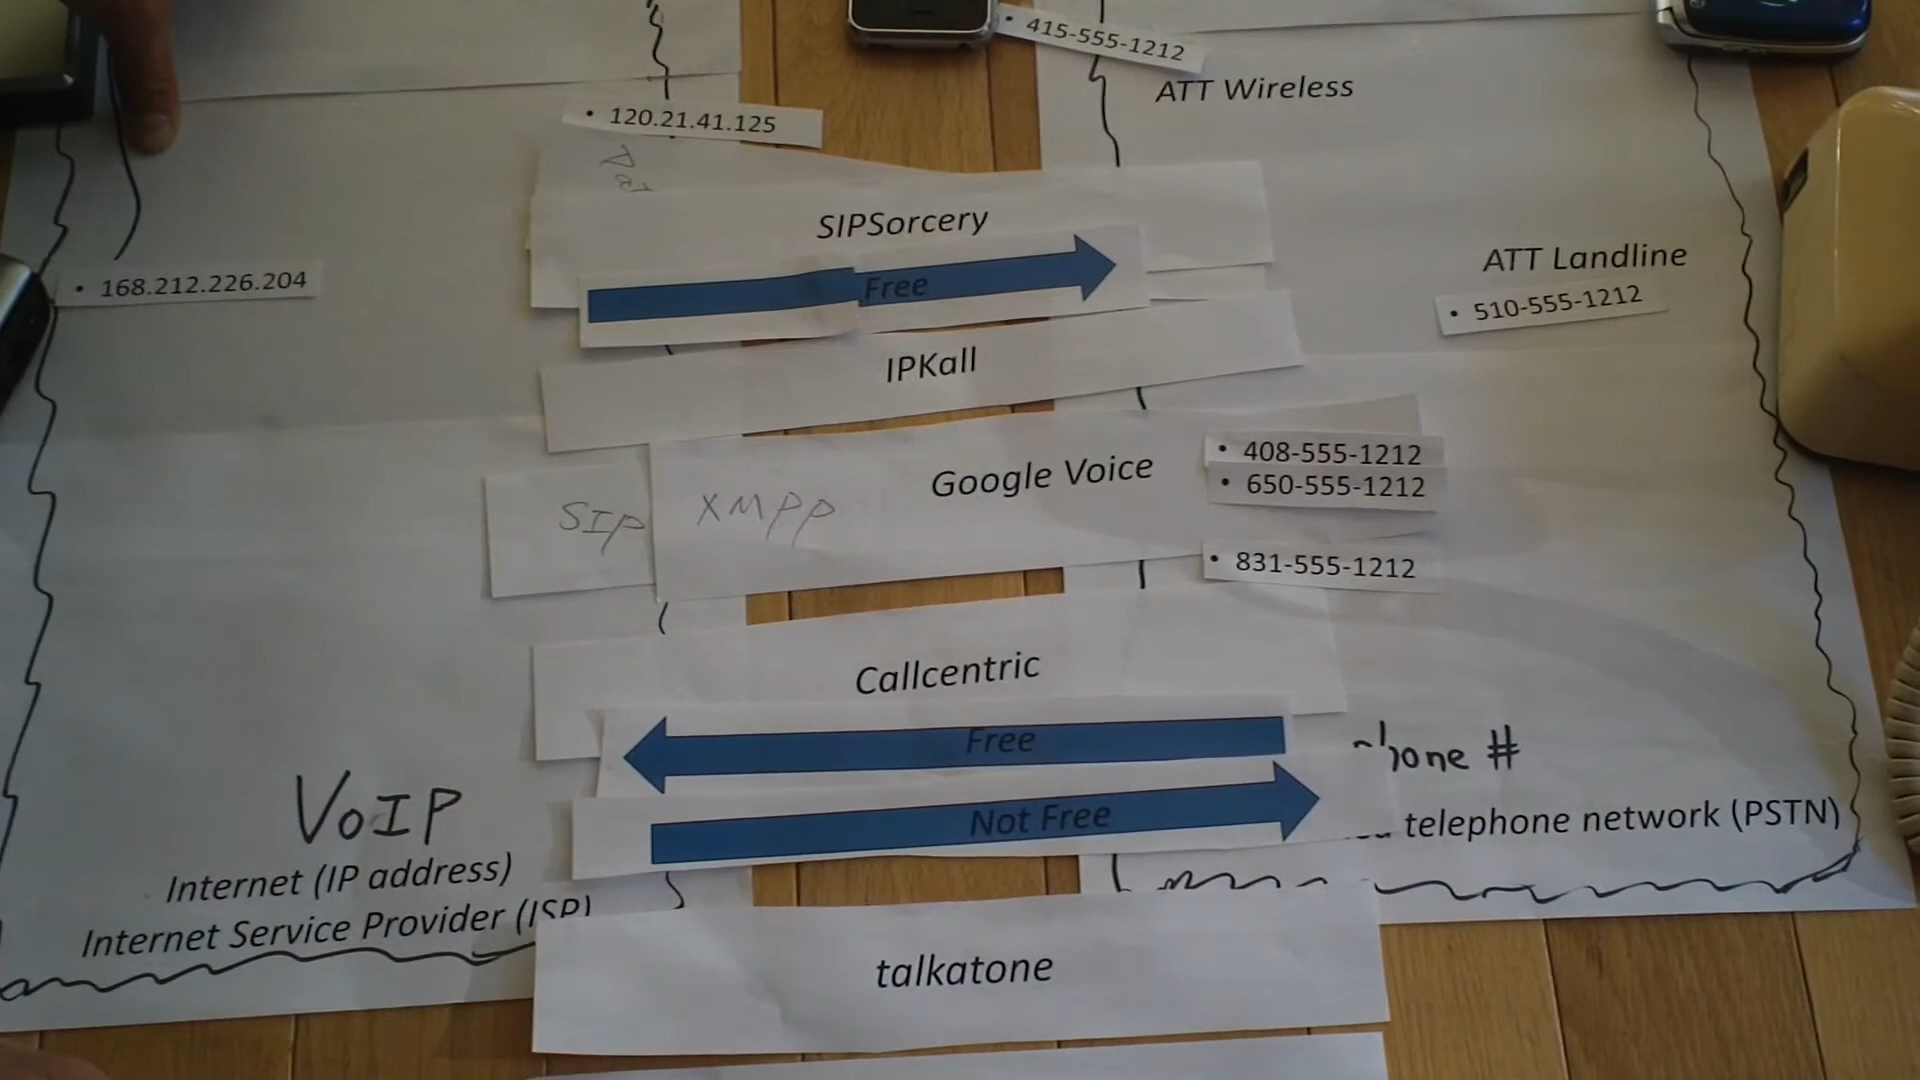 415-555-1212
ATT Wireless
120.21.41.125
SIPSorcery
Free
168.212.226.204
ATT Landline
510-555-1212
IPKall
Google Voice
408-555-1212
650-555-1212
SIP
XMPP
831-555-1212
Callcentric
Free
Not Free
hone #
telephone network (PSTN)
VoIP
Internet (IP address)
Internet Service Provider (ISP)
talkatone